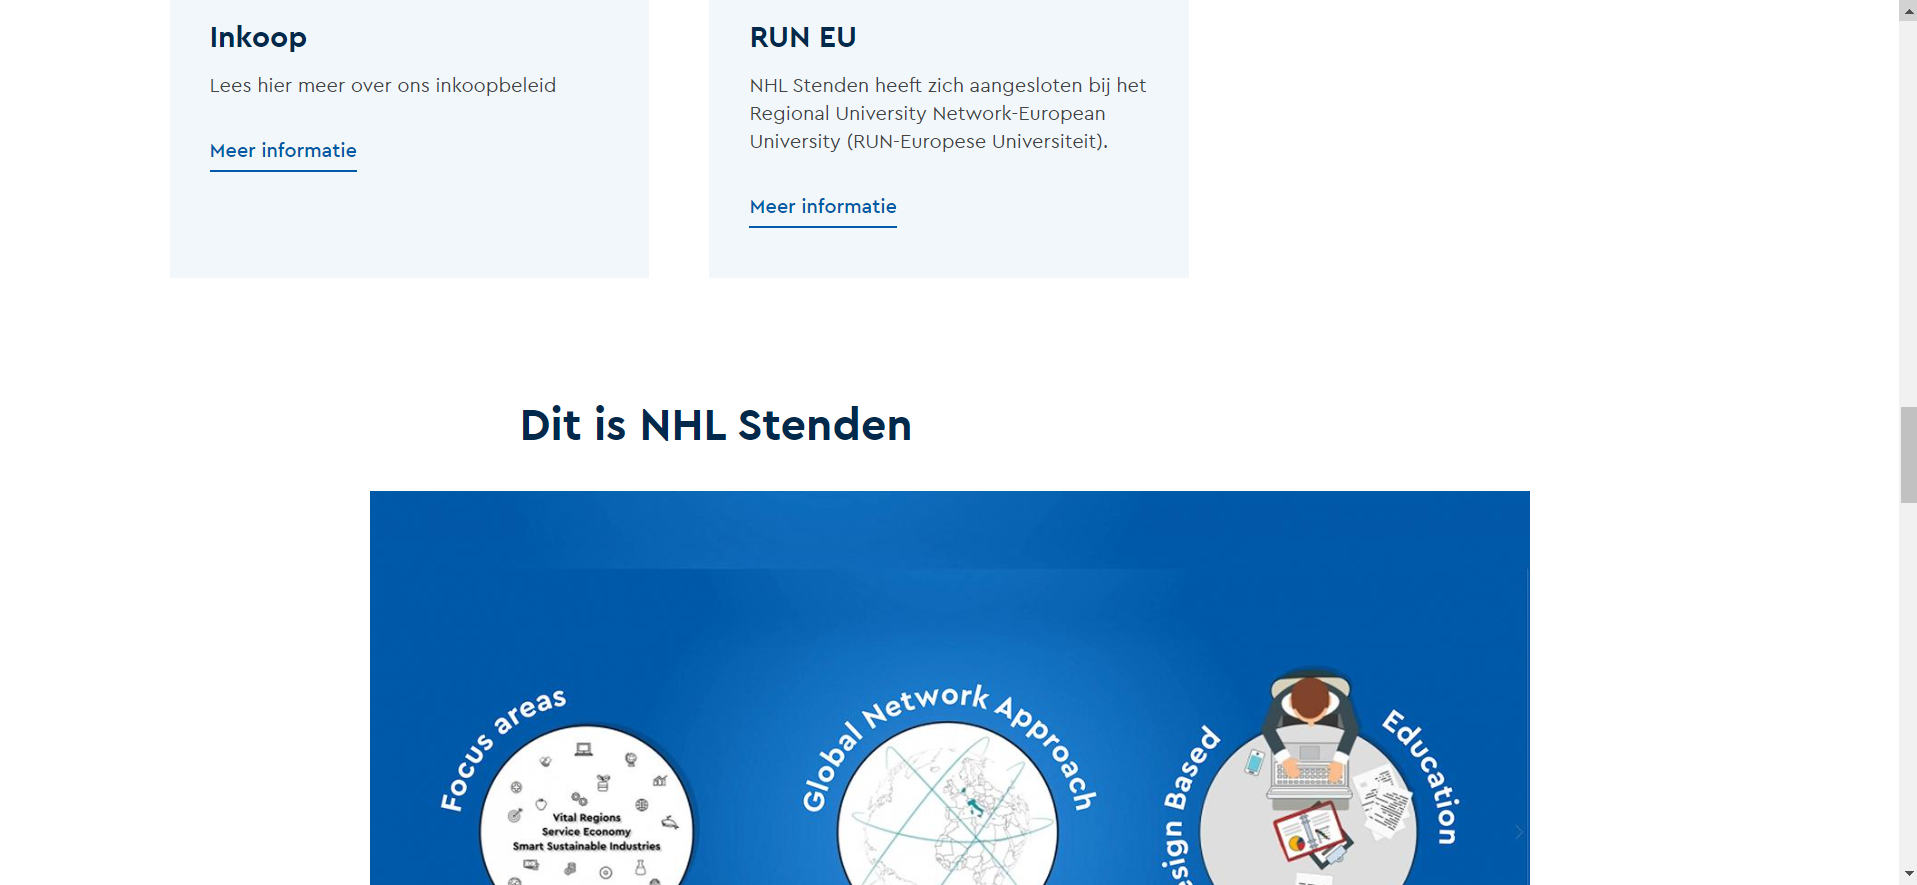 Inkoop
Lees hier meer over ons inkoopbeleid
Meer informatie
RUN EU
NHL Stenden heeft zich aangesloten bij het
Regional University Network-European
University (RUN-Europese Universiteit).
Meer informatie
Dit is NHL Stenden
Focus areas
Vital Regions
Service Economy
Smart Sustainable Industries
Global Network Approach
sign Based
Education